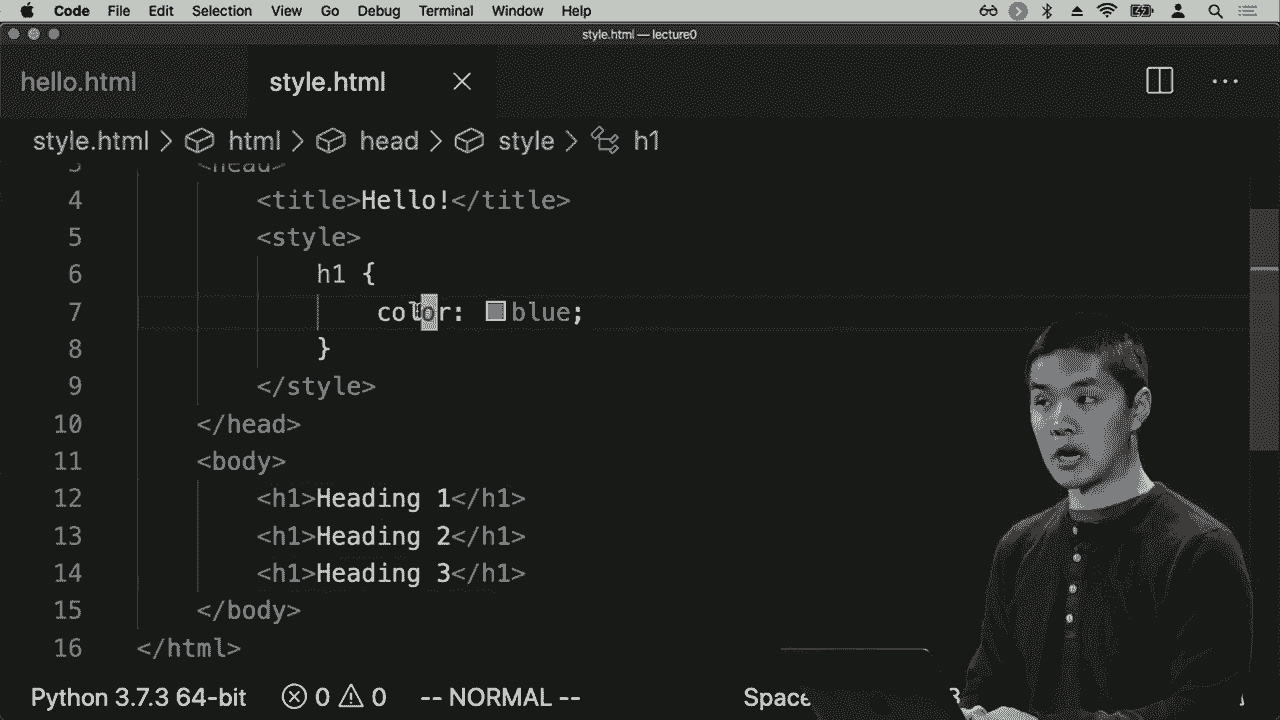 Code File Edit Selection View Go Debug Terminal Window Help
style.html — lecture0
hello.html style.html
style.html > html > head > style > h1
3 <head>
4 <title>Hello!</title>
5 <style>
6 h1 {
7 color: blue;
8 }
9 </style>
10 </head>
11 <body>
12 <h1>Heading 1</h1>
13 <h1>Heading 2</h1>
14 <h1>Heading 3</h1>
15 </body>
16 </html>
Python 3.7.3 64-bit 0 0 -- NORMAL --